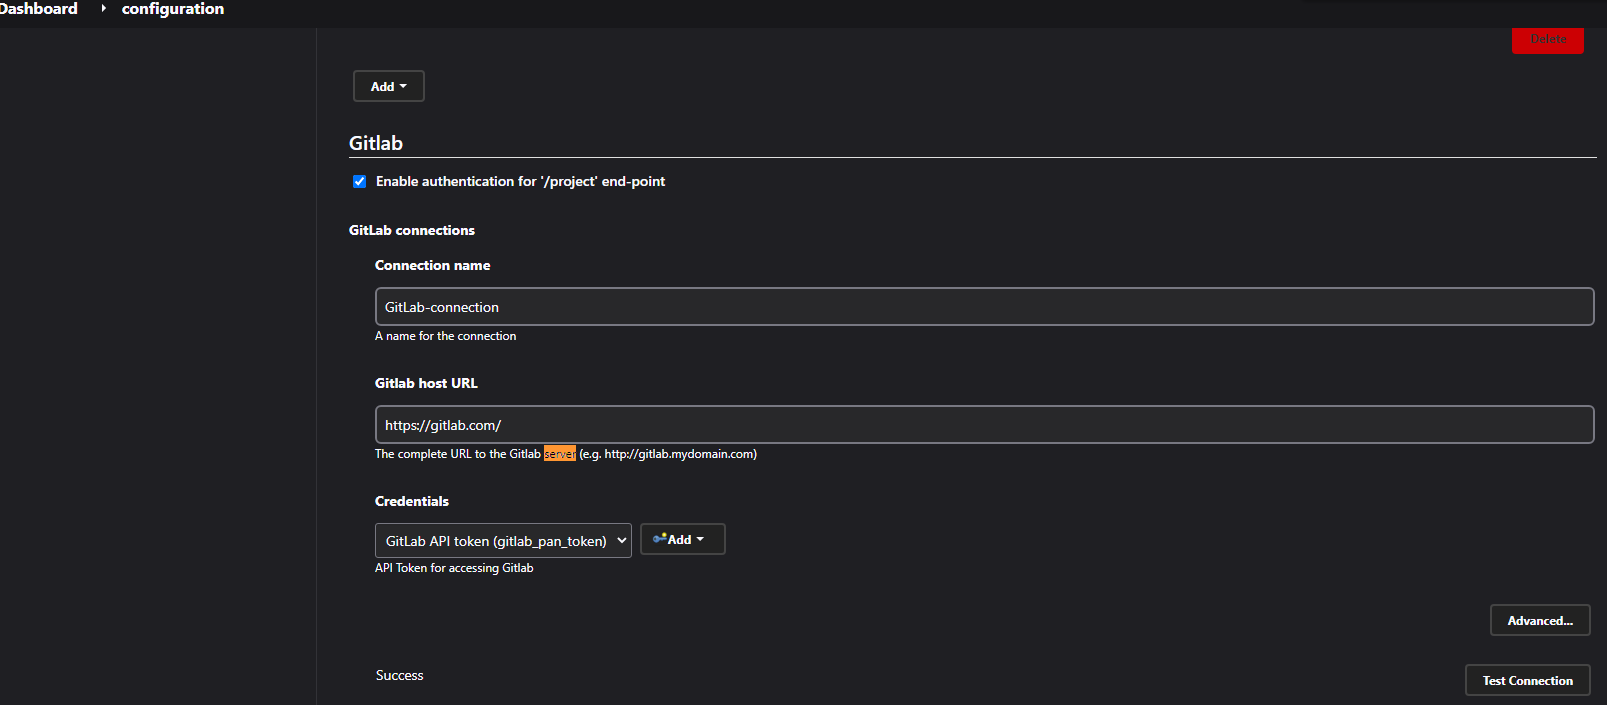 Dashboard configuration
Delete
Add
Gitlab
Enable authentication for '/project' end-point
GitLab connections
Connection name
GitLab-connection
A name for the connection
Gitlab host URL
https://gitlab.com/
The complete URL to the Gitlab server (e.g. http://gitlab.mydomain.com)
Credentials
GitLab API token (gitlab_pan_token) Add
API Token for accessing Gitlab
Advanced...
Success Test Connection